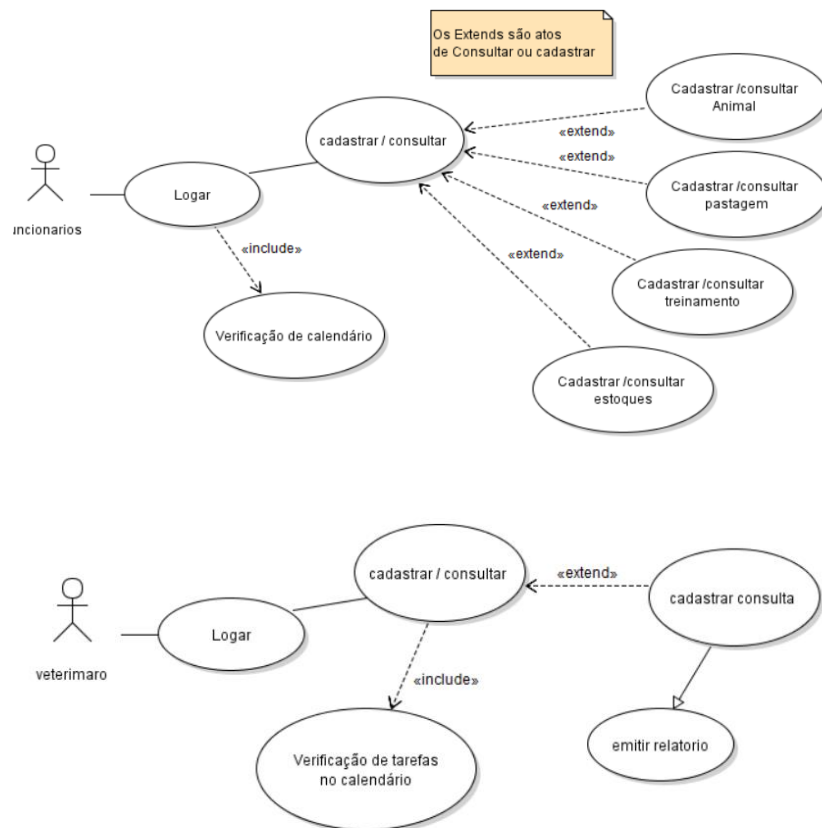 Os Extends são atos
de Consultar ou cadastrar
Cadastrar /consultar
Animal
cadastrar / consultar
«extend»
«extend»
Cadastrar /consultar
pastagem
Logar
uncionarios
«extend»
«include»
«extend»
Cadastrar /consultar
treinamento
Verificação de calendário
Cadastrar /consultar
estoques
cadastrar / consultar
«extend»
cadastrar consulta
Logar
veterimaro
«include»
emitir relatorio
Verificação de tarefas
no calendário